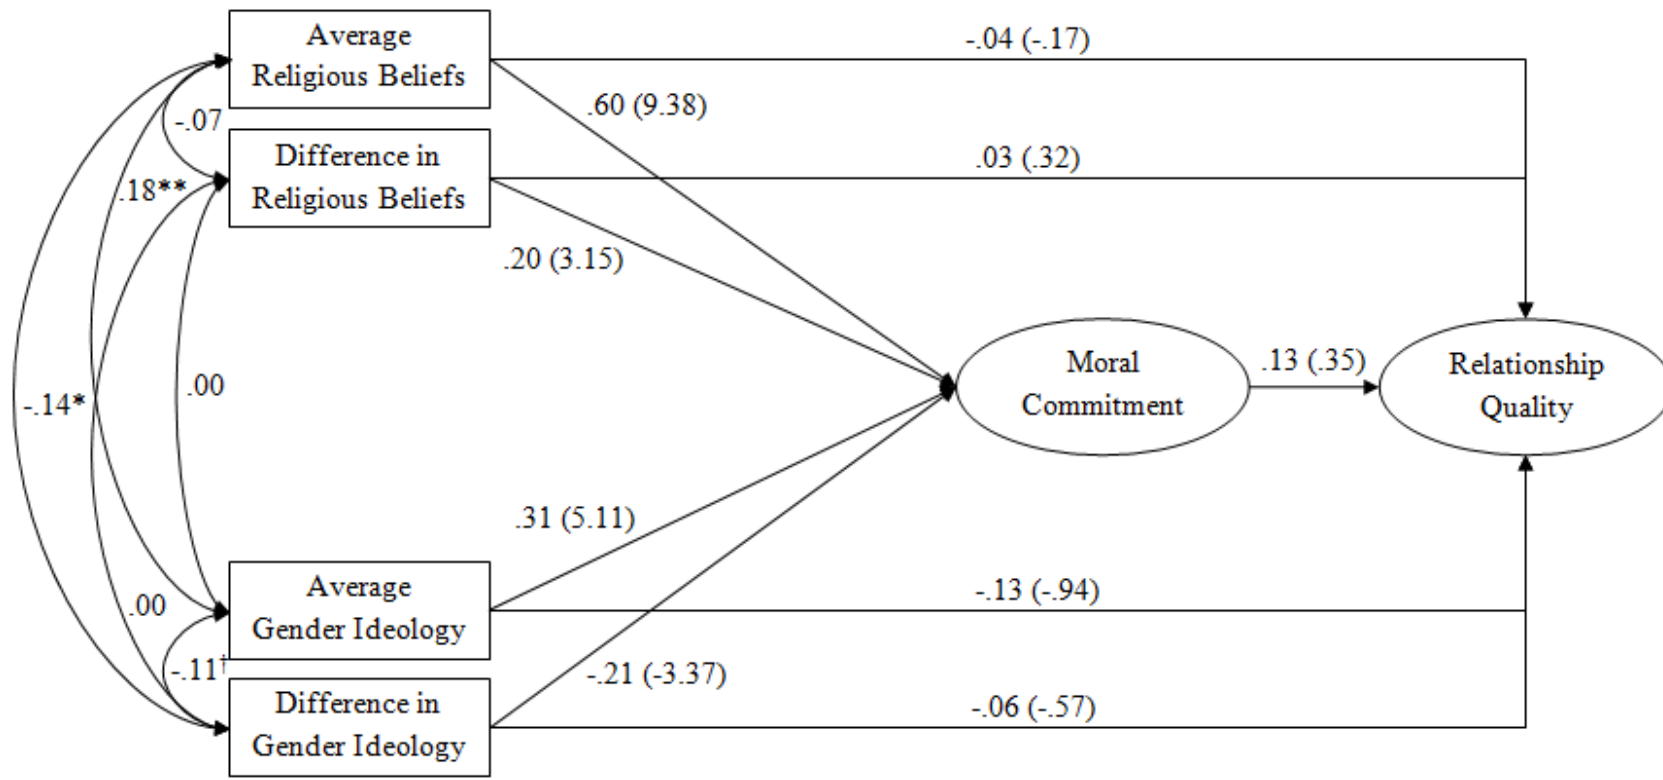 Average
Religious Beliefs
-.04 (-.17)
.60 (9.38)
-.07
Difference in
Religious Beliefs
.03 (.32)
.18**
.20 (3.15)
Moral
Commitment
.13 (.35)
Relationship
Quality
.00
-.14*
.31 (5.11)
Average
Gender Ideology
-.13 (-.94)
.00
-.11†
-.21 (-3.37)
Difference in
Gender Ideology
-.06 (-.57)